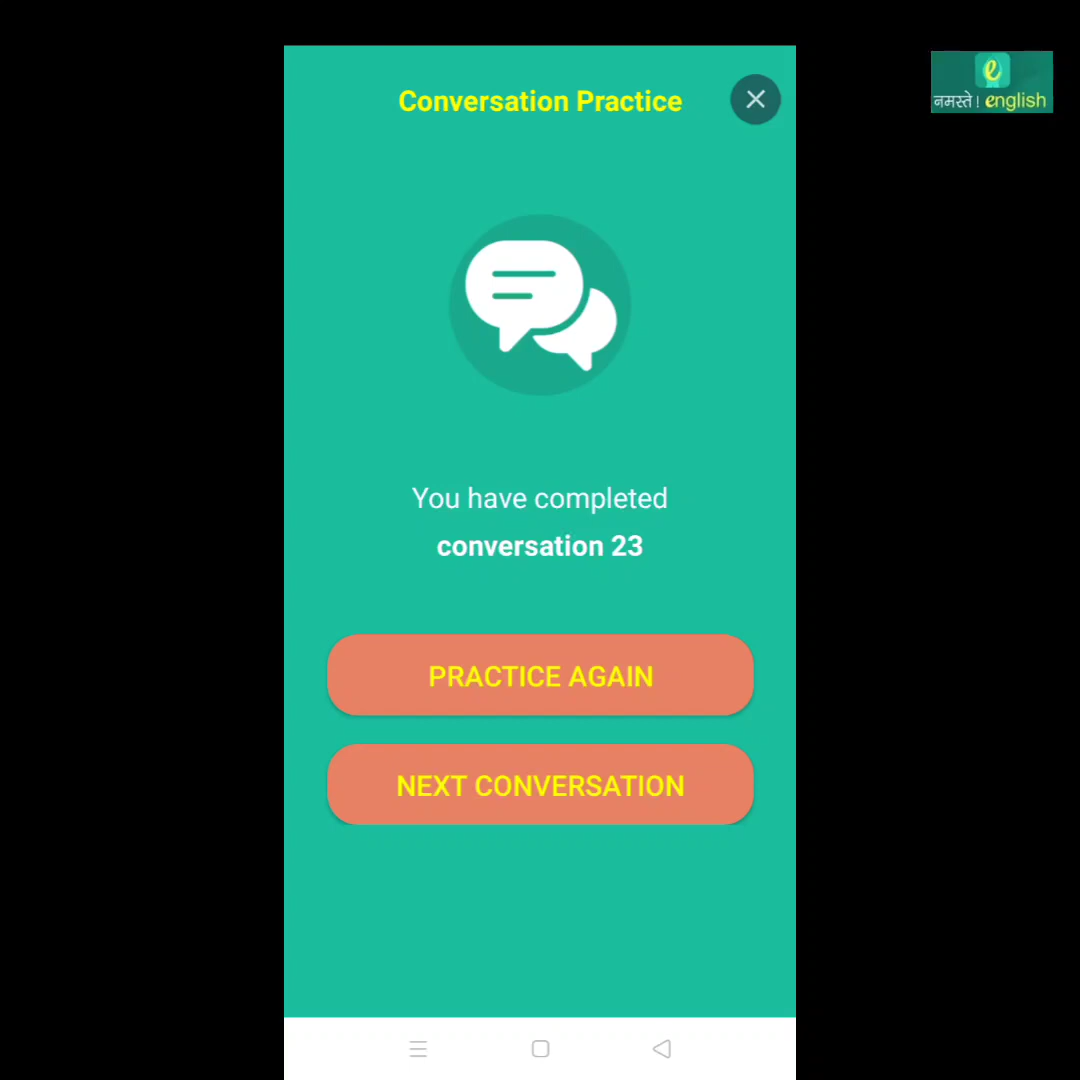 Conversation Practice
नमस्ते! english
You have completed
conversation 23
PRACTICE AGAIN
NEXT CONVERSATION